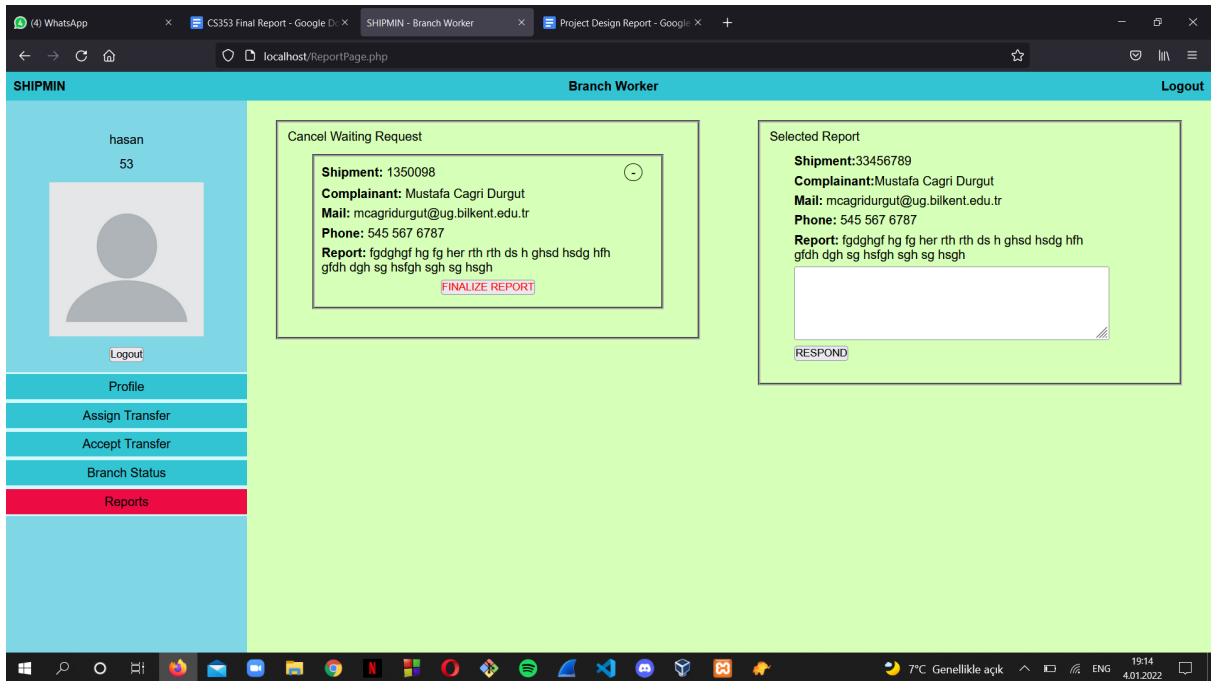 (4) WhatsApp
CS353 Final Report - Google Do
SHIPMIN - Branch Worker
Project Design Report - Google
localhost/ReportPage.php
SHIPMIN
Branch Worker
Logout
hasan
53
Logout
Profile
Assign Transfer
Accept Transfer
Branch Status
Reports
Cancel Waiting Request
Shipment: 1350098
-
Complainant: Mustafa Cagri Durgut
Mail: mcagridurgut@ug.bilkent.edu.tr
Phone: 545 567 6787
Report: fgdghgf hg fg her rth rth ds h ghsd hsdg hfh
gfdh dgh sg hsfgh sgh sg hsgh
FINALIZE REPORT
Selected Report
Shipment:33456789
Complainant:Mustafa Cagri Durgut
Mail: mcagridurgut@ug.bilkent.edu.tr
Phone: 545 567 6787
Report: fgdghgf hg fg her rth rth ds h ghsd hsdg hfh
gfdh dgh sg hsfgh sgh sg hsgh
RESPOND
7°C Genellikle açık
ENG
19:14
4.01.2022